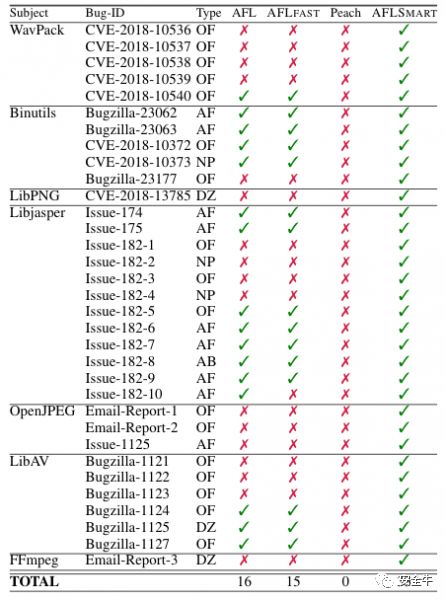 Subject Bug-ID Type AFL AFLFAST Peach AFLSMART
WavPack CVE-2018-10536 OF ✗ ✗ ✗ ✓
CVE-2018-10537 OF ✗ ✗ ✗ ✓
CVE-2018-10538 OF ✗ ✗ ✗ ✓
CVE-2018-10539 OF ✗ ✗ ✗ ✓
CVE-2018-10540 OF ✓ ✓ ✗ ✓
Binutils Bugzilla-23062 AF ✓ ✓ ✗ ✓
Bugzilla-23063 AF ✓ ✓ ✗ ✓
CVE-2018-10372 OF ✓ ✓ ✗ ✓
CVE-2018-10373 NP ✓ ✓ ✗ ✓
Bugzilla-23177 OF ✗ ✗ ✗ ✓
LibPNG CVE-2018-13785 DZ ✗ ✗ ✗ ✓
Libjasper Issue-174 AF ✓ ✓ ✗ ✓
Issue-175 AF ✓ ✓ ✗ ✓
Issue-182-1 OF ✗ ✗ ✗ ✓
Issue-182-2 NP ✗ ✗ ✗ ✓
Issue-182-3 OF ✗ ✗ ✗ ✓
Issue-182-4 NP ✗ ✗ ✗ ✓
Issue-182-5 OF ✓ ✓ ✗ ✓
Issue-182-6 AF ✓ ✓ ✗ ✓
Issue-182-7 AF ✓ ✓ ✗ ✓
Issue-182-8 AB ✓ ✓ ✗ ✓
Issue-182-9 AF ✓ ✓ ✗ ✓
Issue-182-10 AF ✓ ✗ ✗ ✓
OpenJPEG Email-Report-1 OF ✗ ✗ ✗ ✓
Email-Report-2 OF ✗ ✗ ✗ ✓
Issue-1125 AF ✗ ✗ ✗ ✓
LibAV Bugzilla-1121 OF ✗ ✗ ✗ ✓
Bugzilla-1122 OF ✗ ✗ ✗ ✓
Bugzilla-1123 OF ✗ ✗ ✗ ✓
Bugzilla-1124 OF ✓ ✓ ✗ ✓
Bugzilla-1125 DZ ✓ ✓ ✗ ✓
Bugzilla-1127 OF ✓ ✓ ✗ ✓
FFmpeg Email-Report-3 DZ ✗ ✗ ✗ ✓
TOTAL 16 15 0
安全牛